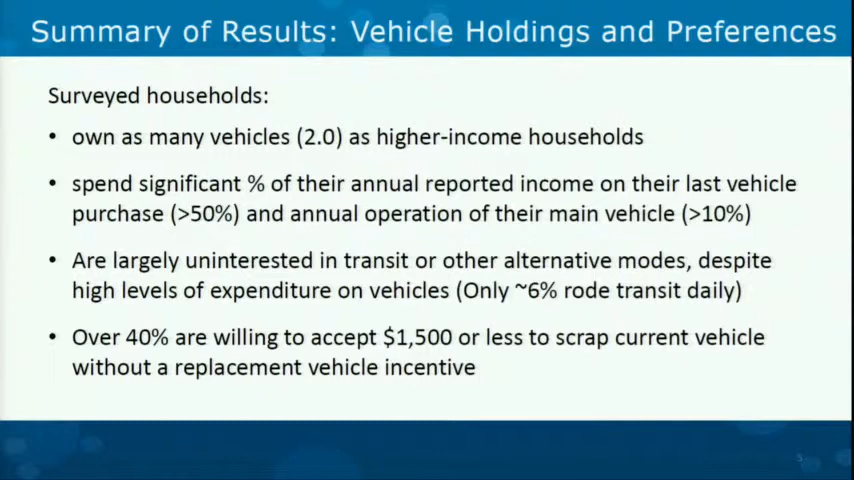 Summary of Results: Vehicle Holdings and Preferences
Surveyed households:
• own as many vehicles (2.0) as higher-income households
• spend significant % of their annual reported income on their last vehicle
purchase (>50%) and annual operation of their main vehicle (>10%)
• Are largely uninterested in transit or other alternative modes, despite
high levels of expenditure on vehicles (Only ~6% rode transit daily)
• Over 40% are willing to accept $1,500 or less to scrap current vehicle
without a replacement vehicle incentive
5